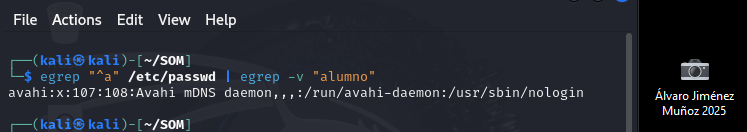 File Actions Edit View Help
┌──(kali㉿kali)-[~/SOM]
└─$ egrep "^a" /etc/passwd | egrep -v "alumno"
avahi:x:107:108:Avahi mDNS daemon,,,:/run/avahi-daemon:/usr/sbin/nologin
┌──(kali㉿kali)-[~/SOM]
Álvaro Jiménez
Muñoz 2025